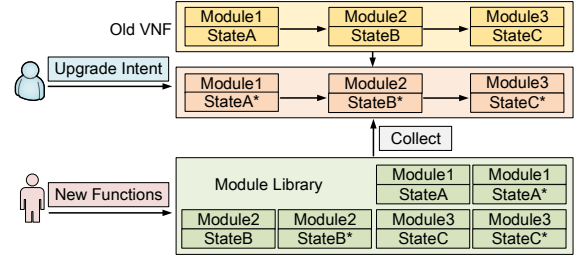 Old VNF
Module1 Module2 Module3
StateA StateB StateC
Upgrade Intent
Module1 Module2 Module3
StateA* StateB* StateC*
Collect
New Functions
Module Library
Module1 Module1
StateA StateA*
Module2 Module2 Module3 Module3
StateB StateB* StateC StateC*